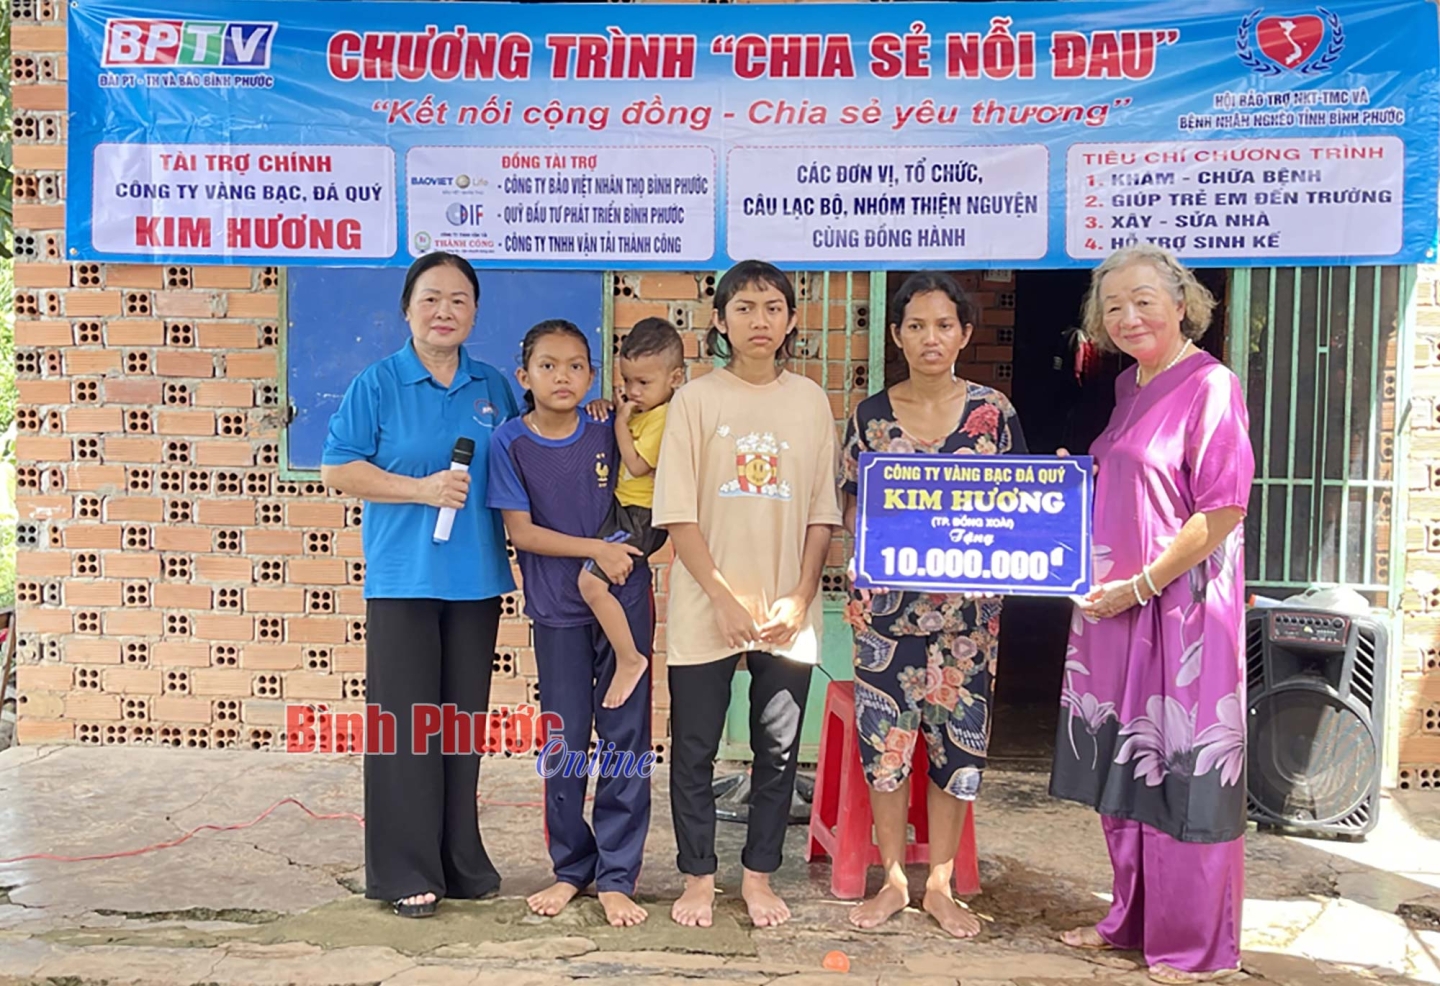 BPTV
ĐÀI PT - TH VÀ BÁO BÌNH PHƯỚC
CHƯƠNG TRÌNH “CHIA SẺ NỖI ĐAU”
“Kết nối cộng đồng - Chia sẻ yêu thương”
HỘI BẢO TRỢ NKT-TMC VÀ
BỆNH NHÂN NGHÈO TỈNH BÌNH PHƯỚC
TÀI TRỢ CHÍNH
CÔNG TY VÀNG BẠC, ĐÁ QUÝ
KIM HƯƠNG
ĐỒNG TÀI TRỢ
BAOVIET Life
- CÔNG TY BẢO VIỆT NHÂN THỌ BÌNH PHƯỚC
- QUỸ ĐẦU TƯ PHÁT TRIỂN BÌNH PHƯỚC
THÀNH CÔNG
- CÔNG TY TNHH VẬN TẢI THÀNH CÔNG
CÁC ĐƠN VỊ, TỔ CHỨC,
CÂU LẠC BỘ, NHÓM THIỆN NGUYỆN
CÙNG ĐỒNG HÀNH
TIÊU CHÍ CHƯƠNG TRÌNH
1. KHÁM - CHỮA BỆNH
2. GIÚP TRẺ EM ĐẾN TRƯỜNG
3. XÂY - SỬA NHÀ
4. HỖ TRỢ SINH KẾ
CÔNG TY VÀNG BẠC ĐÁ QUÝ
KIM HƯƠNG
(TP. ĐỒNG XOÀI)
Tặng
10.000.000đ
Bình Phước
Online